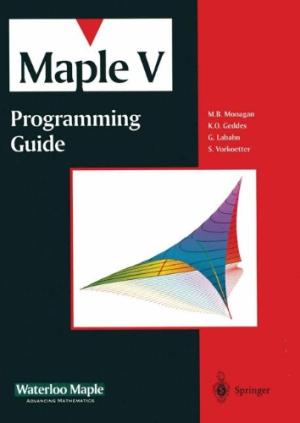 Maple V
Programming
Guide
M.B. Monagan
K.O. Geddes
G. Labahn
S. Vorkoetter
Waterloo Maple
ADVANCING MATHEMATICS
Springer